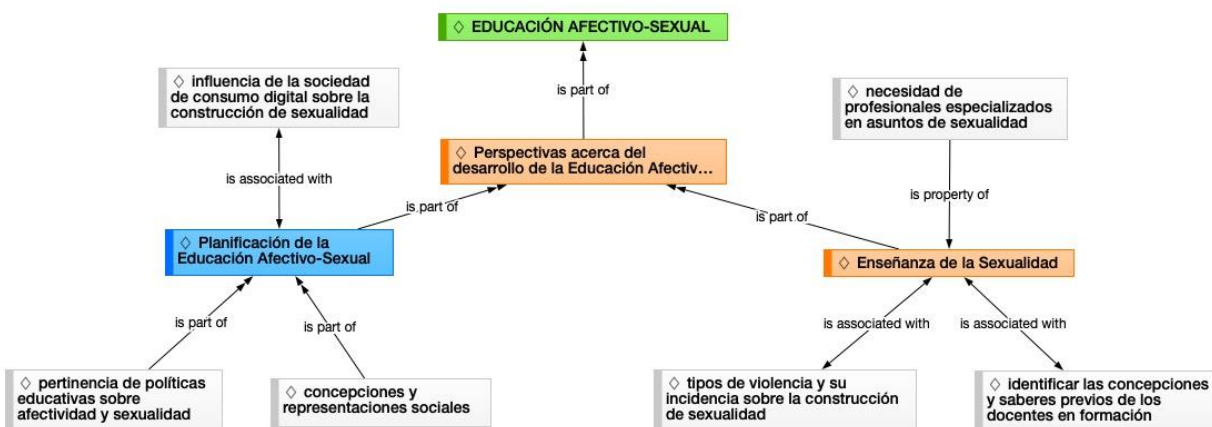 ◇ EDUCACIÓN AFECTIVO-SEXUAL
◇ influencia de la sociedad
de consumo digital sobre la
construcción de sexualidad
is part of
◇ necesidad de
profesionales especializados
en asuntos de sexualidad
◇ Perspectivas acerca del
desarrollo de la Educación Afectiv...
is associated with
is part of
is part of
is property of
◇ Planificación de la
Educación Afectivo-Sexual
◇ Enseñanza de la Sexualidad
is part of
is part of
is associated with
is associated with
◇ pertinencia de políticas
educativas sobre
afectividad y sexualidad
◇ concepciones y
representaciones sociales
◇ tipos de violencia y su
incidencia sobre la construcción
de sexualidad
◇ identificar las concepciones
y saberes previos de los
docentes en formación